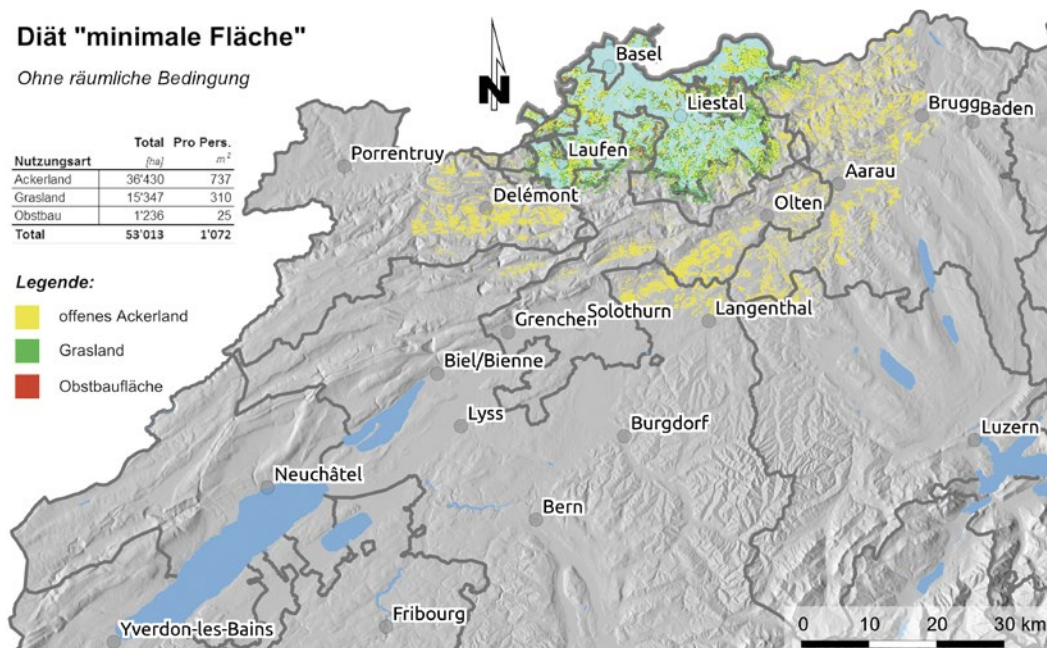 Diät "minimale Fläche"
Ohne räumliche Bedingung
Total Pro Pers.
Nutzungsart [ha] m²
Ackerland 36'430 737
Grasland 15'347 310
Obstbau 1'236 25
Total 53'013 1'072
Legende:
offenes Ackerland
Grasland
Obstbaufläche
N
Basel
Liestal
Brugg
Baden
Porrentruy
Laufen
Aarau
Delémont
Olten
Solothurn
Langenthal
Grenchen
Biel/Bienne
Lyss
Burgdorf
Luzern
Neuchâtel
Bern
Fribourg
Yverdon-les-Bains
0 10 20 30 km